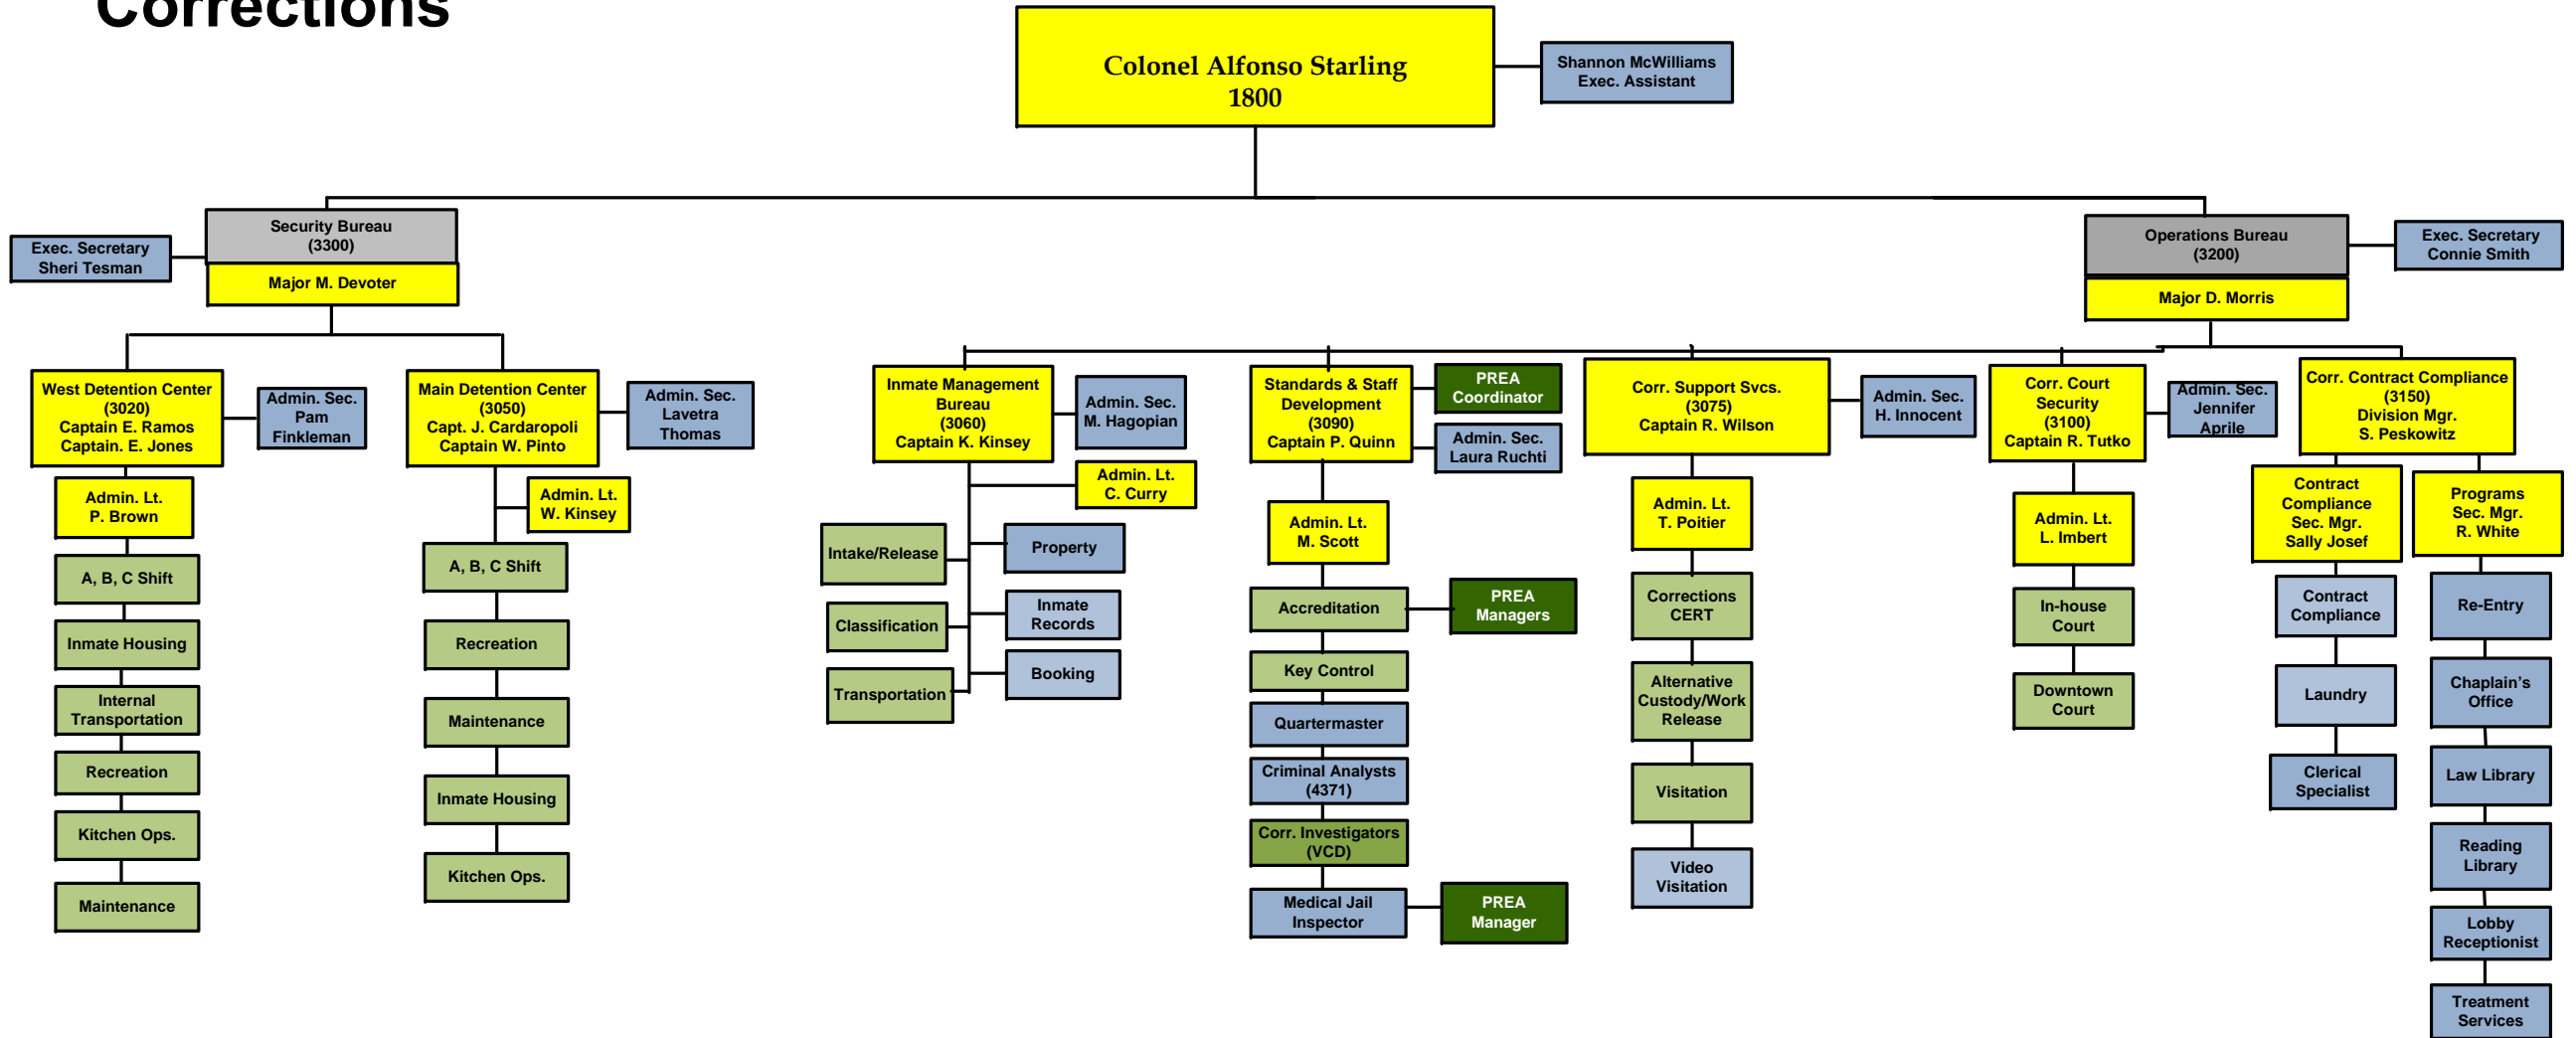 Corrections
Colonel Alfonso Starling
1800
Shannon McWilliams
Exec. Assistant
Exec. Secretary
Sheri Tesman
Security Bureau
(3300)
Major M. Devoter
Operations Bureau
(3200)
Major D. Morris
Exec. Secretary
Connie Smith
West Detention Center
(3020)
Captain E. Ramos
Captain. E. Jones
Admin. Sec.
Pam
Finkleman
Admin. Lt.
P. Brown
A, B, C Shift
Inmate Housing
Internal
Transportation
Recreation
Kitchen Ops.
Maintenance
Main Detention Center
(3050)
Capt. J. Cardaropoli
Captain W. Pinto
Admin. Sec.
Lavetra
Thomas
Admin. Lt.
W. Kinsey
A, B, C Shift
Recreation
Maintenance
Inmate Housing
Kitchen Ops.
Inmate Management
Bureau
(3060)
Captain K. Kinsey
Admin. Sec.
M. Hagopian
Admin. Lt.
C. Curry
Intake/Release
Property
Classification
Inmate
Records
Transportation
Booking
Standards & Staff
Development
(3090)
Captain P. Quinn
PREA
Coordinator
Admin. Sec.
Laura Ruchti
Admin. Lt.
M. Scott
Accreditation
PREA
Managers
Key Control
Quartermaster
Criminal Analysts
(4371)
Corr. Investigators
(VCD)
Medical Jail
Inspector
PREA
Manager
Corr. Support Svcs.
(3075)
Captain R. Wilson
Admin. Sec.
H. Innocent
Admin. Lt.
T. Poitier
Corrections
CERT
Alternative
Custody/Work
Release
Visitation
Video
Visitation
Corr. Court
Security
(3100)
Captain R. Tutko
Admin. Sec.
Jennifer
Aprile
Admin. Lt.
L. Imbert
In-house
Court
Downtown
Court
Corr. Contract Compliance
(3150)
Division Mgr.
S. Peskowitz
Contract
Compliance
Sec. Mgr.
Sally Josef
Contract
Compliance
Laundry
Clerical
Specialist
Programs
Sec. Mgr.
R. White
Re-Entry
Chaplain's
Office
Law Library
Reading
Library
Lobby
Receptionist
Treatment
Services